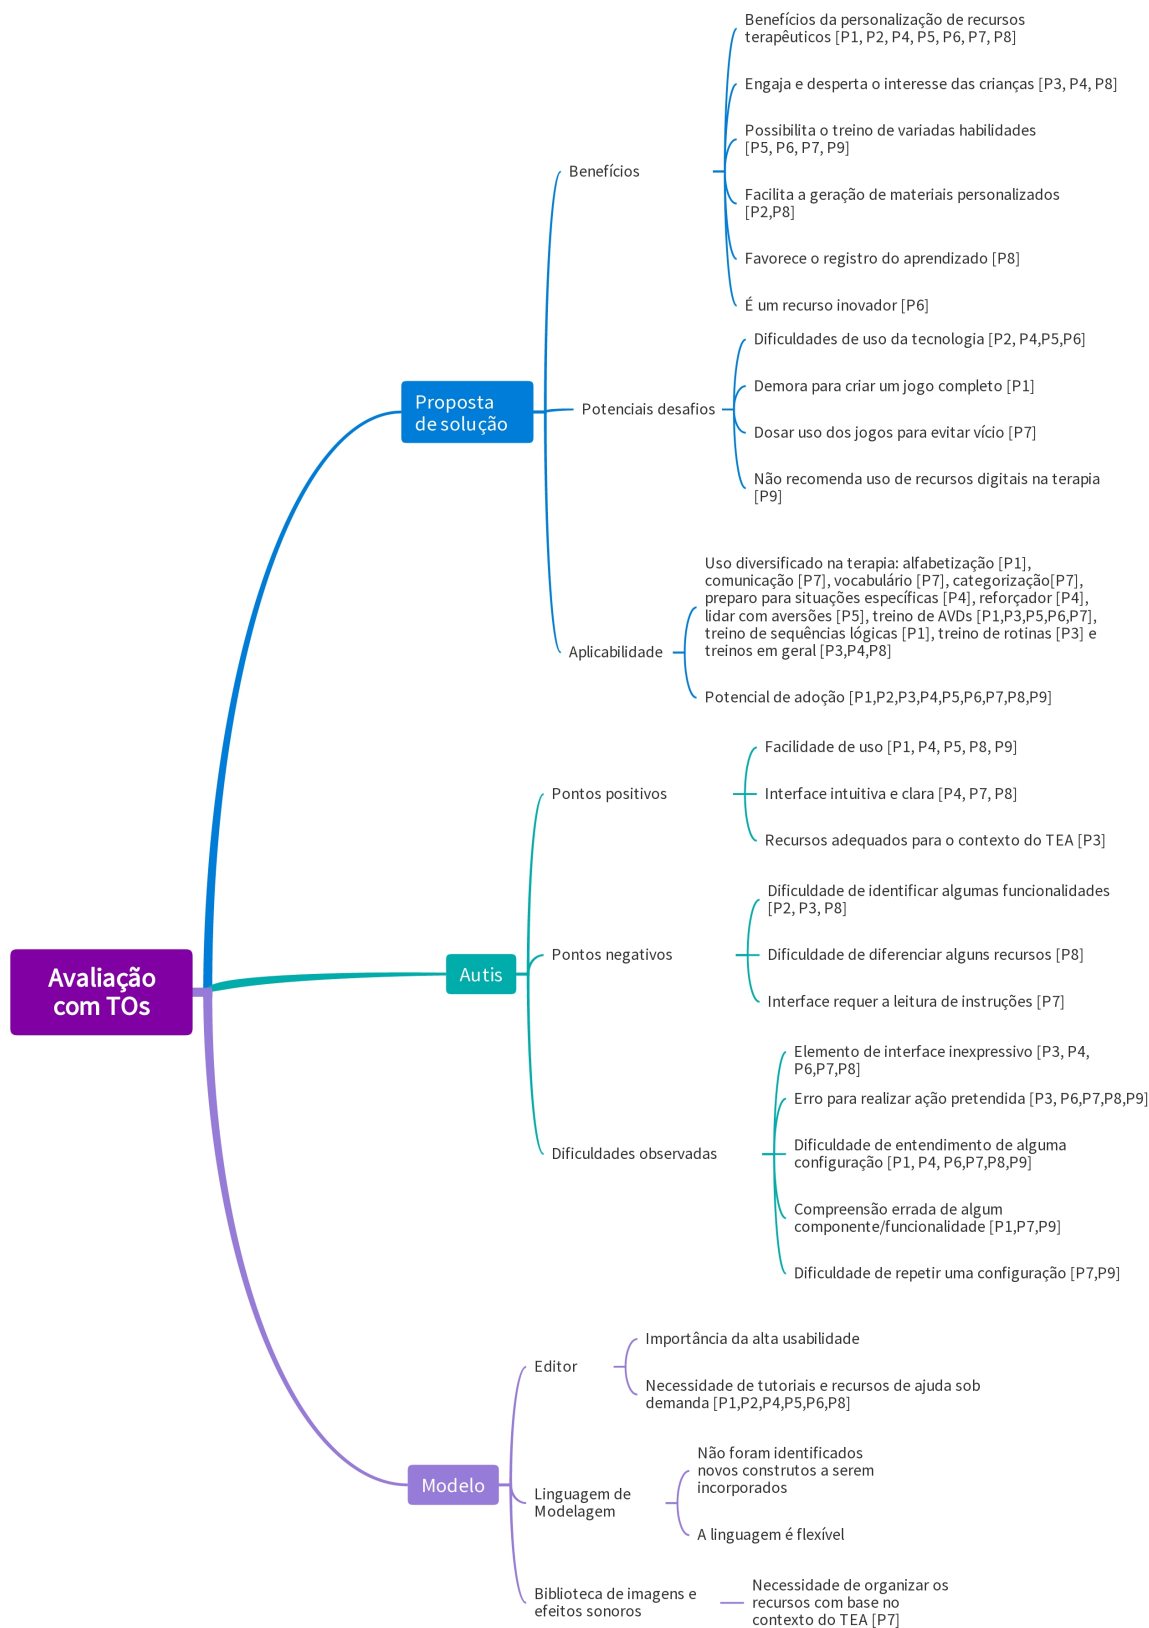 Avaliação
com TOs
Proposta
de solução
Benefícios
Benefícios da personalização de recursos
terapêuticos [P1, P2, P4, P5, P6, P7, P8]
Engaja e desperta o interesse das crianças [P3, P4, P8]
Possibilita o treino de variadas habilidades
[P5, P6, P7, P9]
Facilita a geração de materiais personalizados
[P2,P8]
Favorece o registro do aprendizado [P8]
É um recurso inovador [P6]
Potenciais desafios
Dificuldades de uso da tecnologia [P2, P4,P5,P6]
Demora para criar um jogo completo [P1]
Dosar uso dos jogos para evitar vício [P7]
Não recomenda uso de recursos digitais na terapia
[P9]
Aplicabilidade
Uso diversificado na terapia: alfabetização [P1],
comunicação [P7], vocabulário [P7], categorização[P7],
preparo para situações específicas [P4], reforçador [P4],
lidar com aversões [P5], treino de AVDs [P1,P3,P5,P6,P7],
treino de sequências lógicas [P1], treino de rotinas [P3] e
treinos em geral [P3,P4,P8]
Potencial de adoção [P1,P2,P3,P4,P5,P6,P7,P8,P9]
Autis
Pontos positivos
Facilidade de uso [P1, P4, P5, P8, P9]
Interface intuitiva e clara [P4, P7, P8]
Recursos adequados para o contexto do TEA [P3]
Pontos negativos
Dificuldade de identificar algumas funcionalidades
[P2, P3, P8]
Dificuldade de diferenciar alguns recursos [P8]
Interface requer a leitura de instruções [P7]
Dificuldades observadas
Elemento de interface inexpressivo [P3, P4,
P6,P7,P8]
Erro para realizar ação pretendida [P3, P6,P7,P8,P9]
Dificuldade de entendimento de alguma
configuração [P1, P4, P6,P7,P8,P9]
Compreensão errada de algum
componente/funcionalidade [P1,P7,P9]
Dificuldade de repetir uma configuração [P7,P9]
Modelo
Editor
Importância da alta usabilidade
Necessidade de tutoriais e recursos de ajuda sob
demanda [P1,P2,P4,P5,P6,P8]
Linguagem de
Modelagem
Não foram identificados
novos construtos a serem
incorporados
A linguagem é flexível
Biblioteca de imagens e
efeitos sonoros
Necessidade de organizar os
recursos com base no
contexto do TEA [P7]